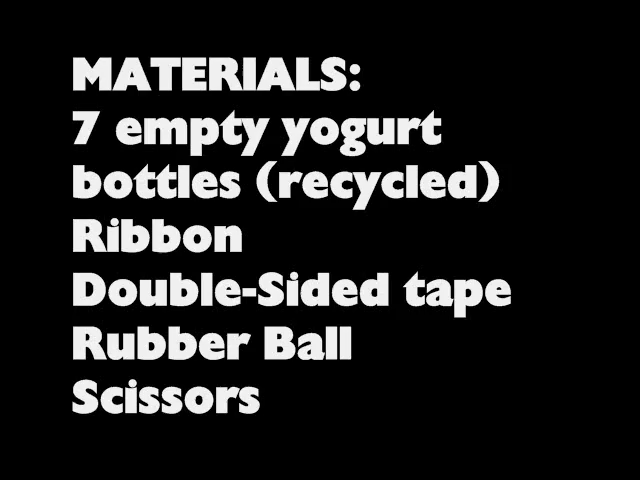 MATERIALS:
7 empty yogurt
bottles (recycled)
Ribbon
Double-Sided tape
Rubber Ball
Scissors